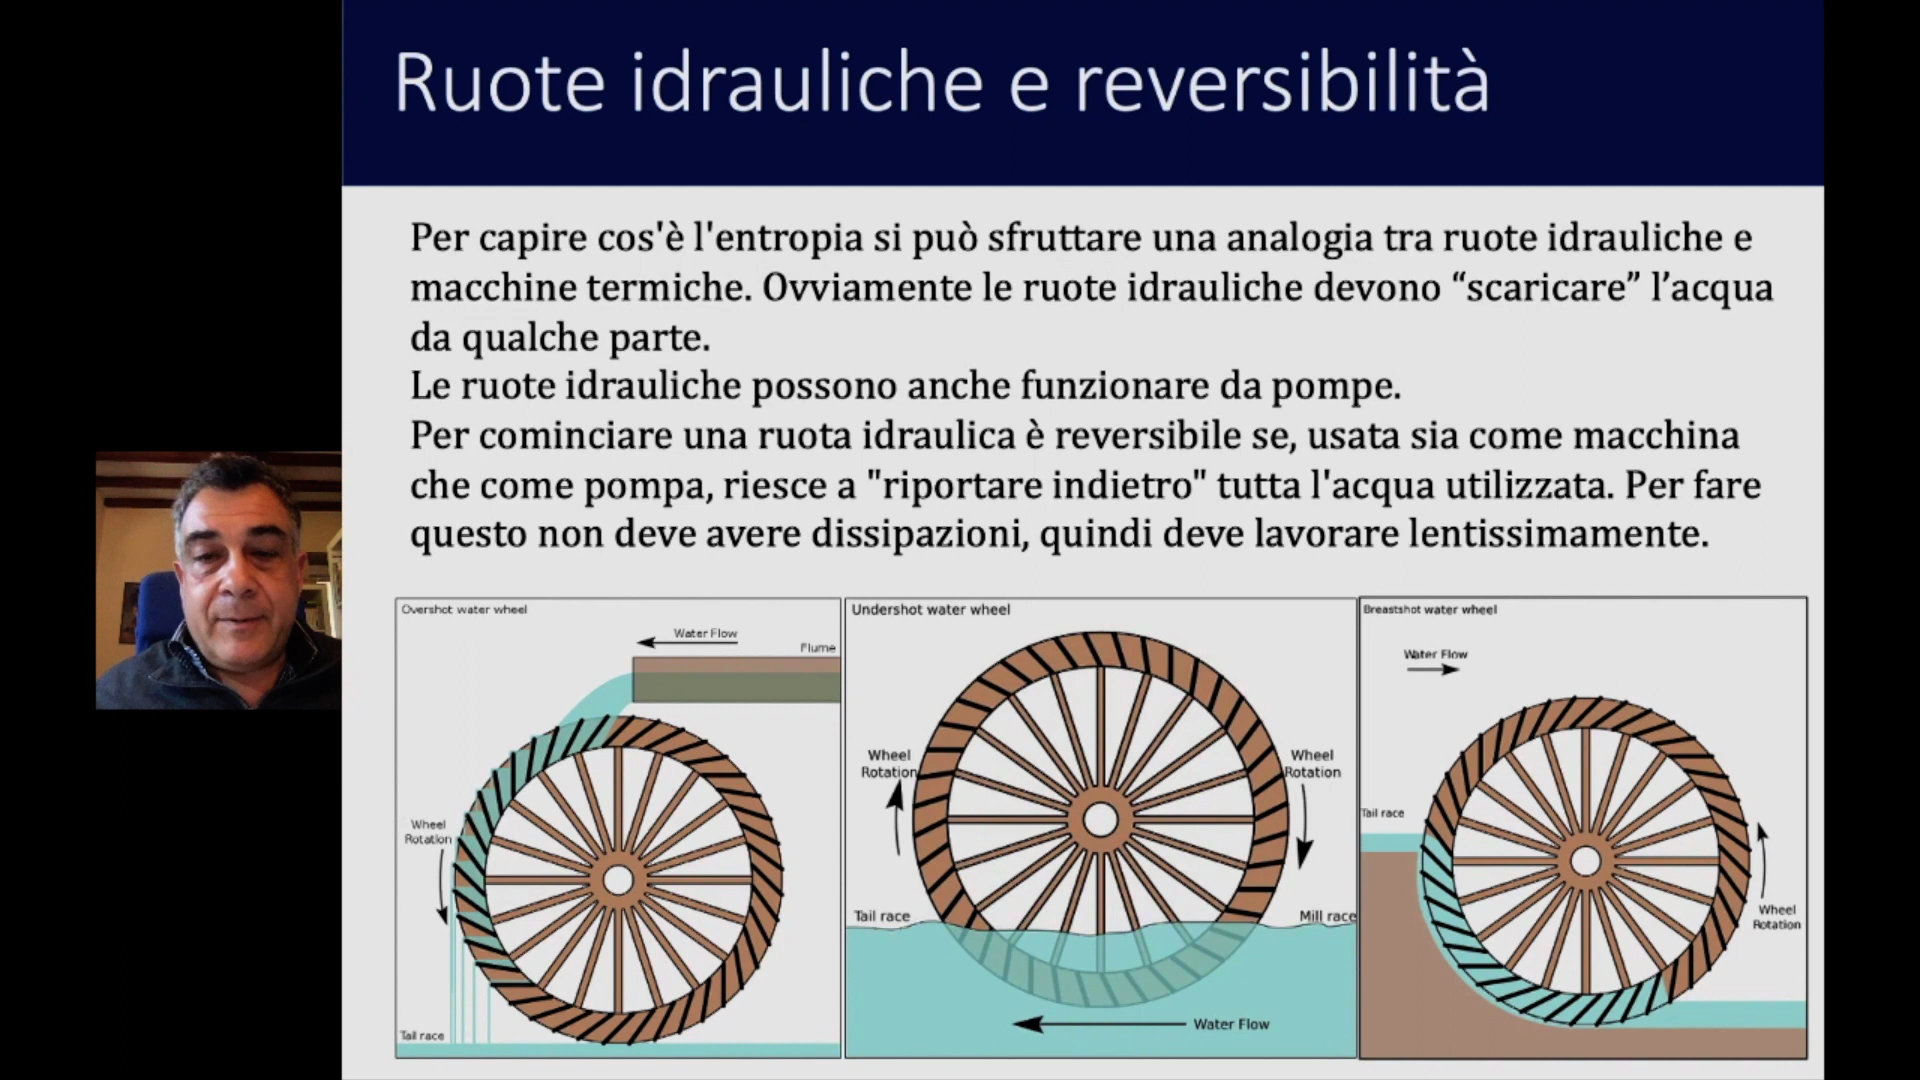 Ruote idrauliche e reversibilità
Per capire cos'è l'entropia si può sfruttare una analogia tra ruote idrauliche e
macchine termiche. Ovviamente le ruote idrauliche devono “scaricare” l’acqua
da qualche parte.
Le ruote idrauliche possono anche funzionare da pompe.
Per cominciare una ruota idraulica è reversibile se, usata sia come macchina
che come pompa, riesce a "riportare indietro" tutta l'acqua utilizzata. Per fare
questo non deve avere dissipazioni, quindi deve lavorare lentissimamente.
Overshot water wheel
Water Flow
Flume
Wheel
Rotation
Tail race
Undershot water wheel
Wheel
Rotation
Wheel
Rotation
Tail race
Mill race
Water Flow
Breastshot water wheel
Water Flow
Tail race
Wheel
Rotation